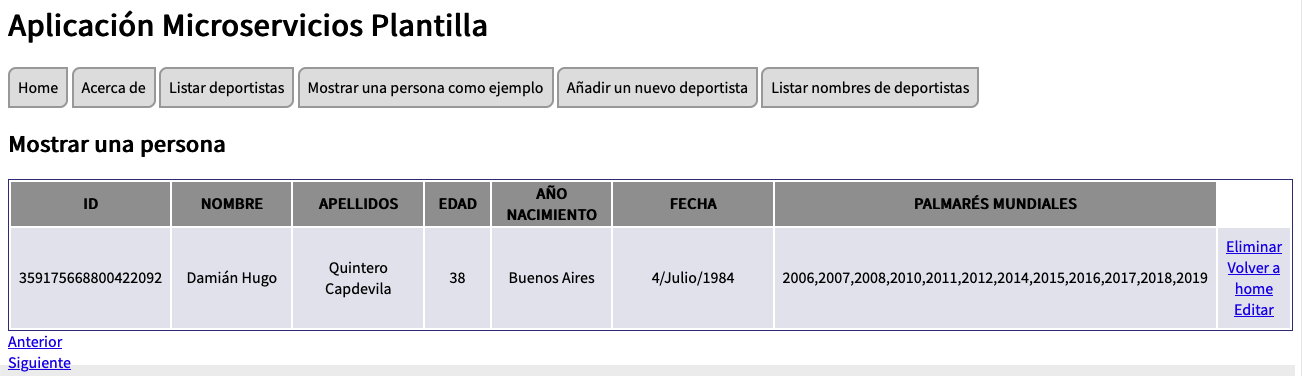 Aplicación Microservicios Plantilla
Home Acerca de Listar deportistas Mostrar una persona como ejemplo Añadir un nuevo deportista Listar nombres de deportistas
Mostrar una persona
ID NOMBRE APELLIDOS EDAD AÑO NACIMIENTO FECHA PALMARÉS MUNDIALES
359175668800422092 Damián Hugo Quintero Capdevila 38 Buenos Aires 4/Julio/1984 2006,2007,2008,2010,2011,2012,2014,2015,2016,2017,2018,2019
Eliminar
Volver a
home
Editar
Anterior
Siguiente